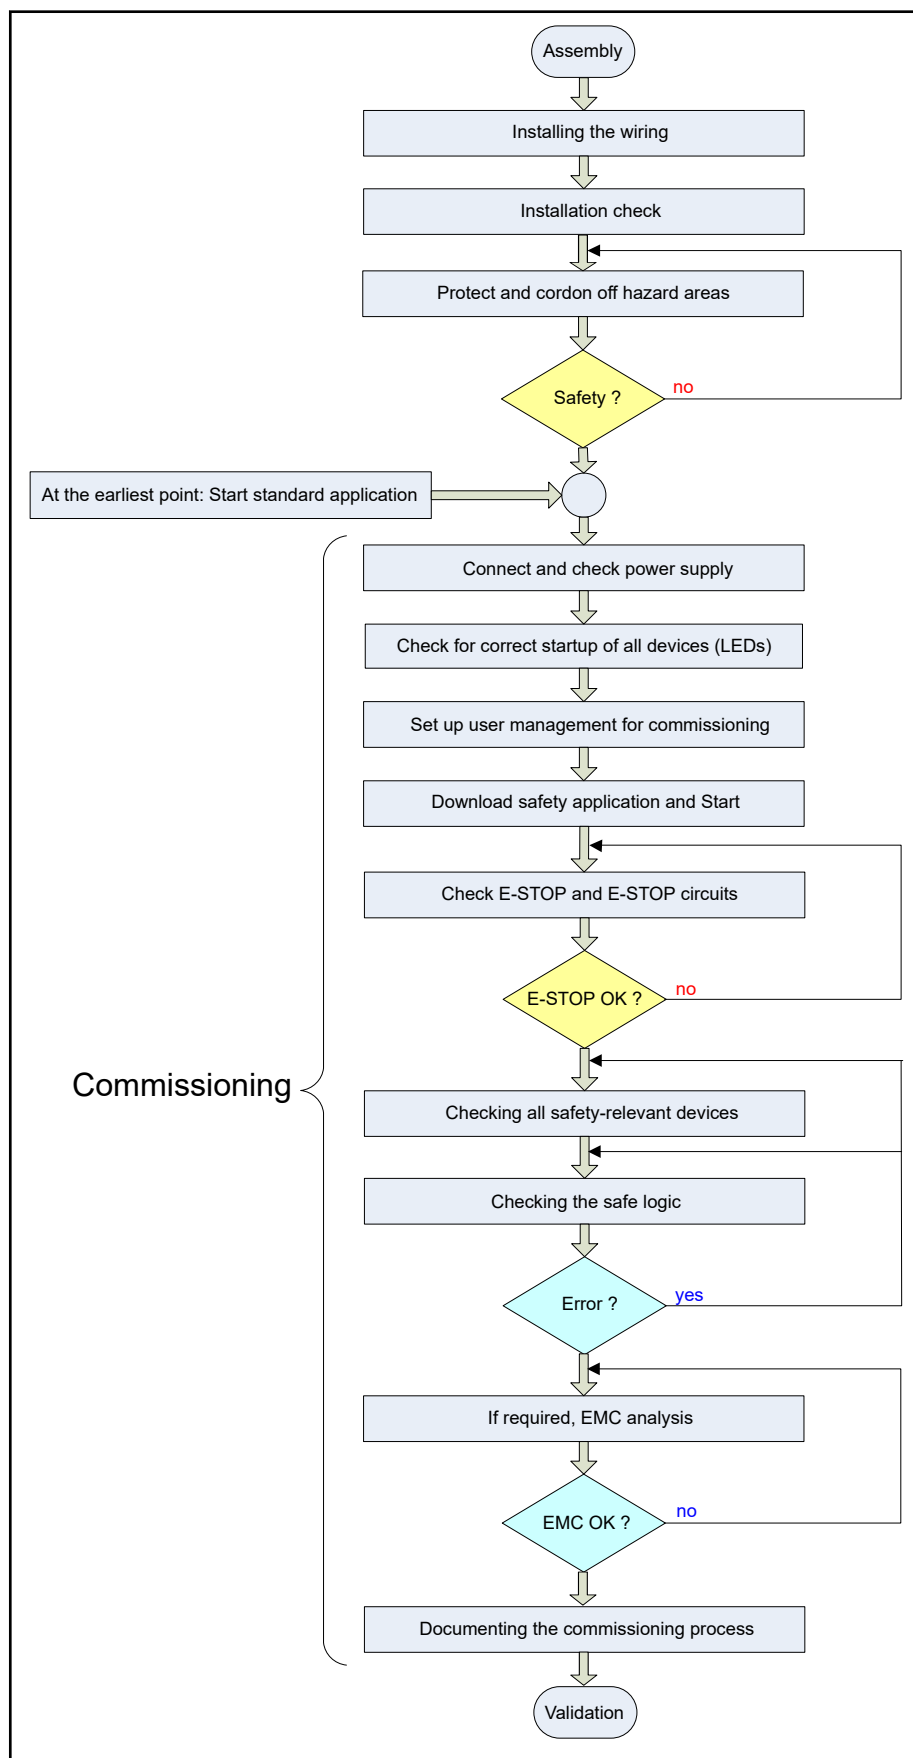 Assembly
Installing the wiring
Installation check
Protect and cordon off hazard areas
Safety ?
no
At the earliest point: Start standard application
Connect and check power supply
Check for correct startup of all devices (LEDs)
Set up user management for commissioning
Download safety application and Start
Check E-STOP and E-STOP circuits
E-STOP OK ?
no
Commissioning
Checking all safety-relevant devices
Checking the safe logic
Error ?
yes
If required, EMC analysis
EMC OK ?
no
Documenting the commissioning process
Validation